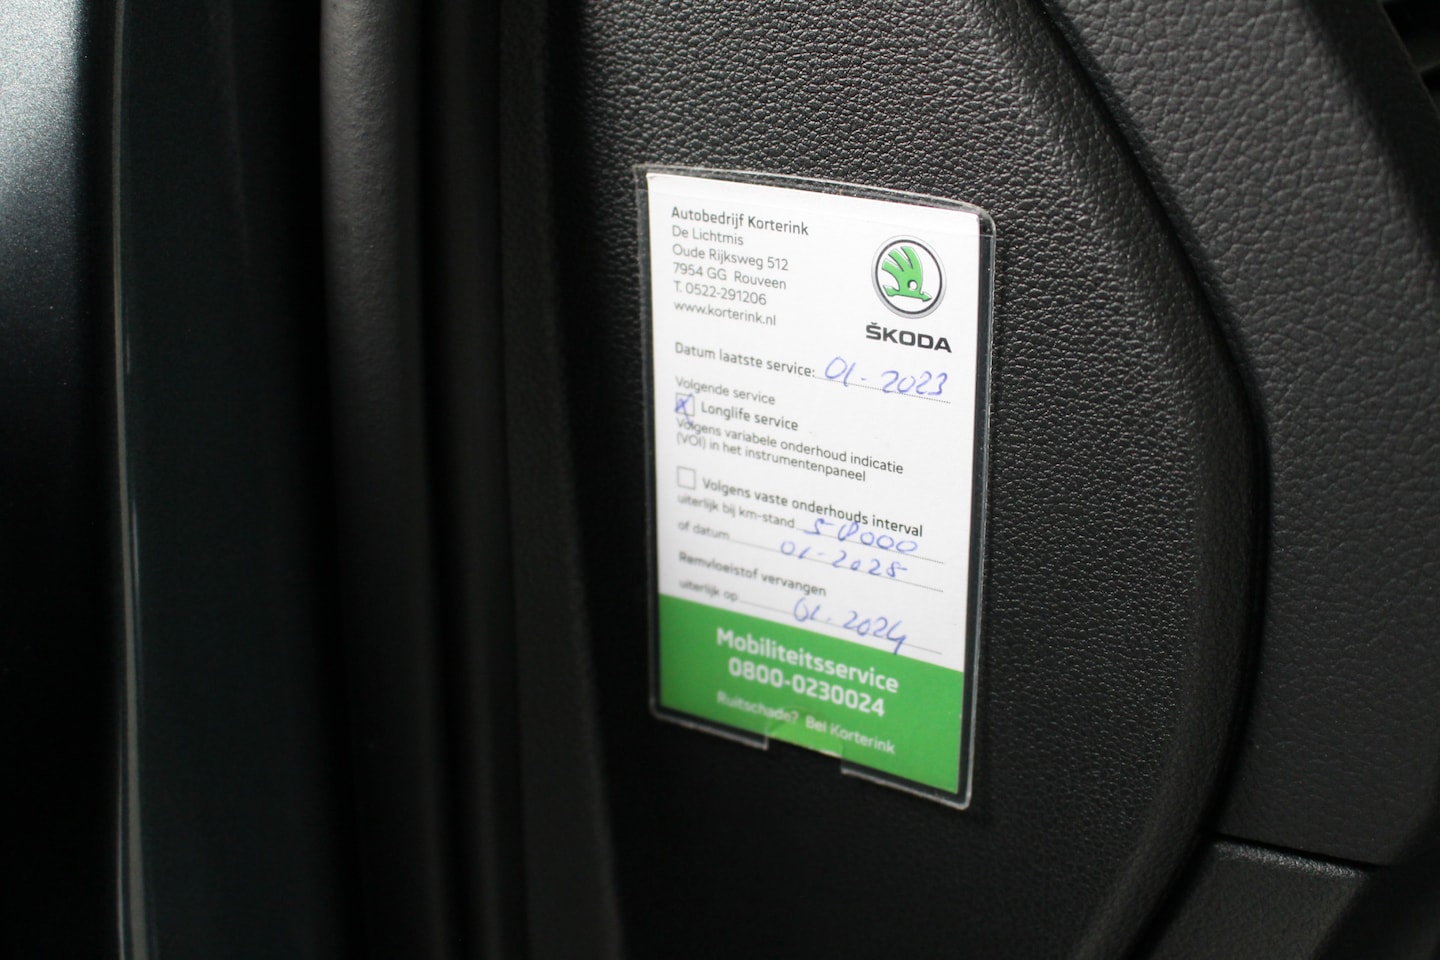 Autobedrijf Korterink
De Lichtmis
Oude Rijksweg 512
7954 GG Rouveen
T. 0522-291206
www.korterink.nl
ŠKODA
Datum laatste service: 01-2023
Volgende service
Longlife service
Volgens variabele onderhoud indicatie
(VOI) in het instrumentenpaneel
Volgens vaste onderhouds interval
uiterlijk bij km-stand
of datum 01-2025
Remvloeistof vervangen
uiterlijk op 01.2024
Mobiliteitsservice
0800-0230024
Ruitschade? Bel Korterink